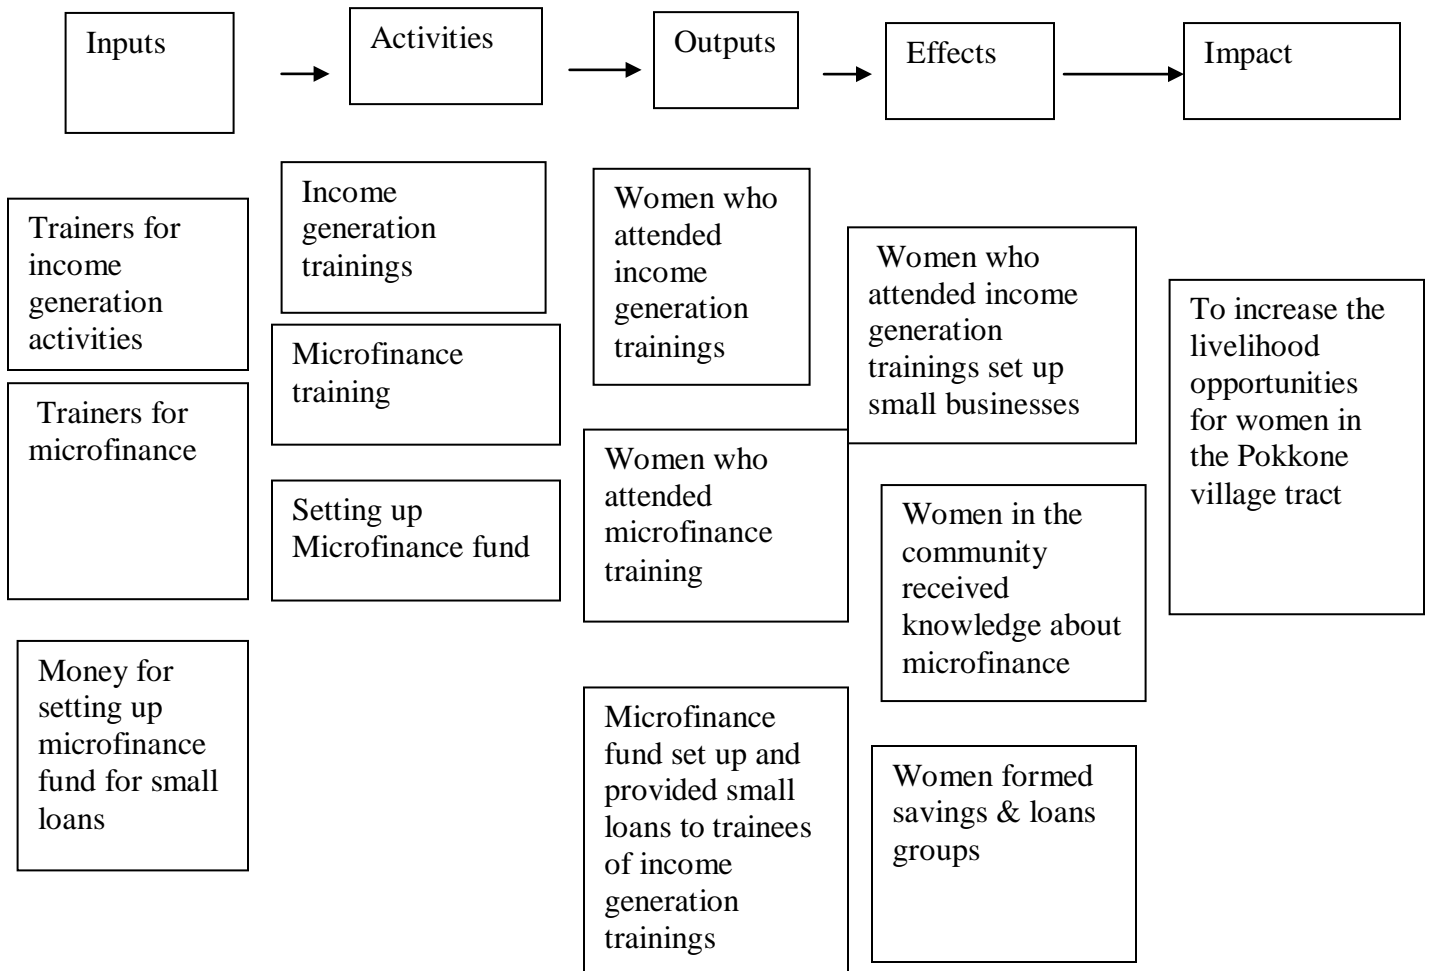 Inputs
Activities
Outputs
Effects
Impact
Trainers for
income
generation
activities
Trainers for
microfinance
Money for
setting up
microfinance
fund for small
loans
Income
generation
trainings
Microfinance
training
Setting up
Microfinance fund
Women who
attended
income
generation
trainings
Women who
attended
microfinance
training
Microfinance
fund set up and
provided small
loans to trainees
of income
generation
trainings
Women who
attended income
generation
trainings set up
small businesses
Women in the
community
received
knowledge about
microfinance
Women formed
savings & loans
groups
To increase the
livelihood
opportunities
for women in
the Pokkone
village tract